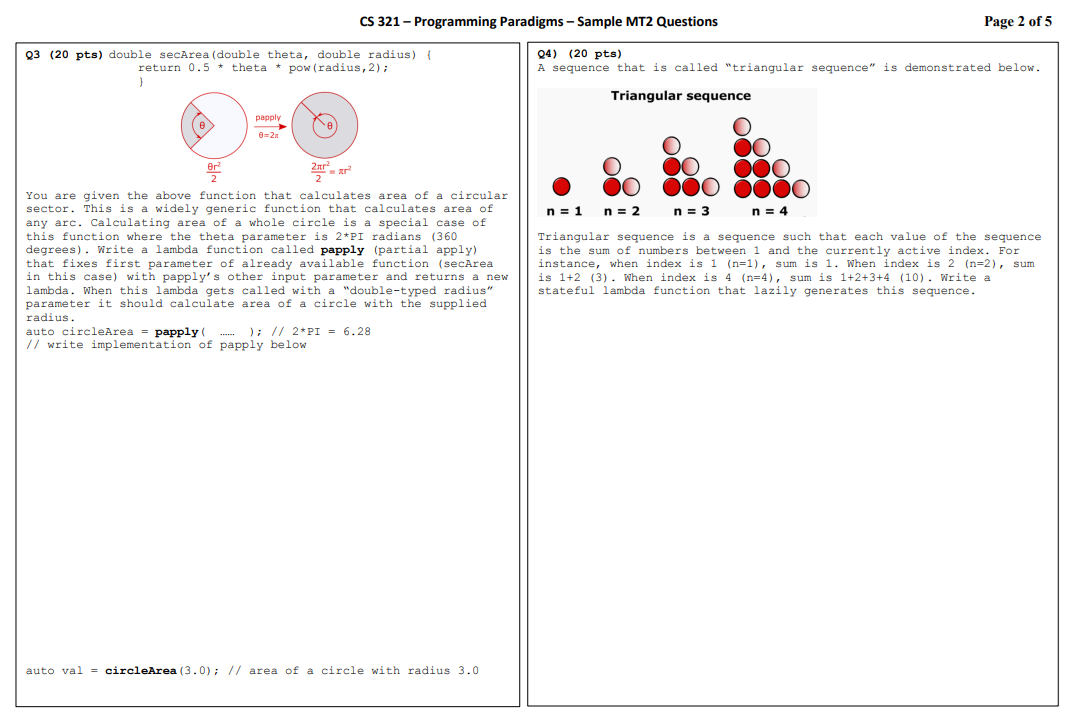 CS 321 – Programming Paradigms – Sample MT2 Questions
Page 2 of 5
Q3 (20 pts) double secArea(double theta, double radius) {
return 0.5 * theta * pow(radius,2);
}
θ
papply
θ=2π
θ
θr²
2
2πr²
2
= πr²
You are given the above function that calculates area of a circular
sector. This is a widely generic function that calculates area of
any arc. Calculating area of a whole circle is a special case of
this function where the theta parameter is 2*PI radians (360
degrees). Write a lambda function called papply (partial apply)
that fixes first parameter of already available function (secArea
in this case) with papply’s other input parameter and returns a new
lambda. When this lambda gets called with a “double-typed radius”
parameter it should calculate area of a circle with the supplied
radius.
auto circleArea = papply( …… ); // 2*PI = 6.28
// write implementation of papply below
auto val = circleArea(3.0); // area of a circle with radius 3.0
Q4) (20 pts)
A sequence that is called “triangular sequence” is demonstrated below.
Triangular sequence
n = 1 n = 2 n = 3 n = 4
Triangular sequence is a sequence such that each value of the sequence
is the sum of numbers between 1 and the currently active index. For
instance, when index is 1 (n=1), sum is 1. When index is 2 (n=2), sum
is 1+2 (3). When index is 4 (n=4), sum is 1+2+3+4 (10). Write a
stateful lambda function that lazily generates this sequence.